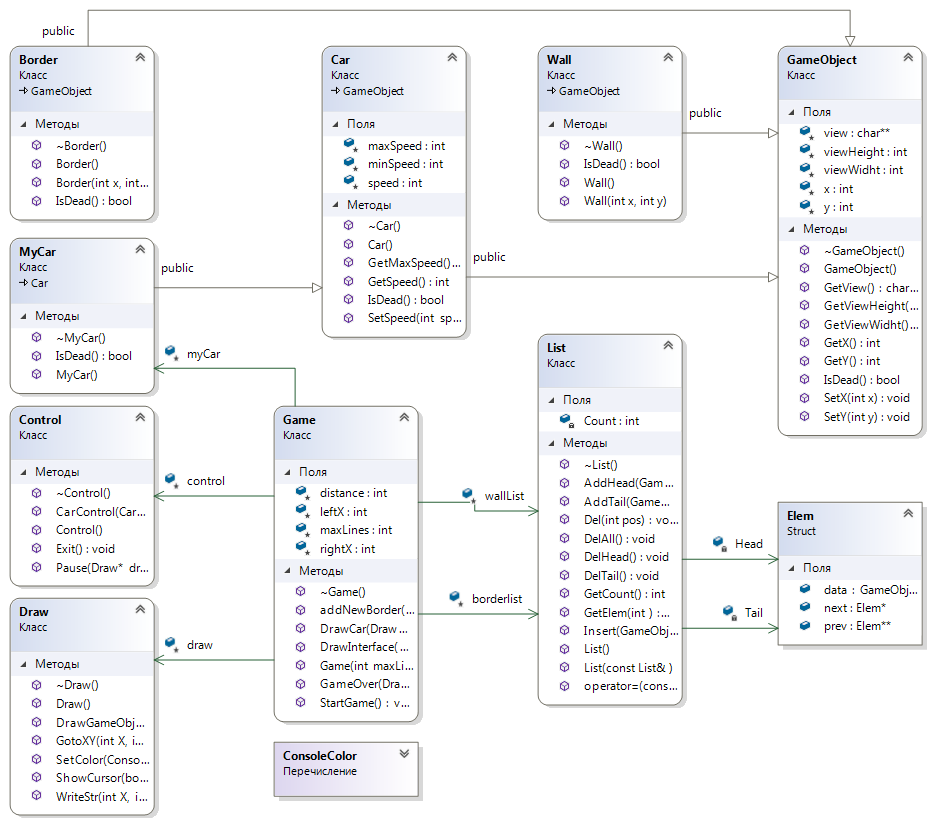 public
Border
Класс
GameObject
Методы
~Border()
Border()
Border(int x, int...
IsDead() : bool
Car
Класс
GameObject
Поля
maxSpeed : int
minSpeed : int
speed : int
Методы
~Car()
Car()
GetMaxSpeed()...
GetSpeed() : int
IsDead() : bool
SetSpeed(int sp...
Wall
Класс
GameObject
Методы
~Wall()
IsDead() : bool
Wall()
Wall(int x, int y)
public
GameObject
Класс
Поля
view : char**
viewHeight : int
viewWidht : int
x : int
y : int
Методы
~GameObject()
GameObject()
GetView() : char...
GetViewHeight(...
GetViewWidht()...
GetX() : int
GetY() : int
IsDead() : bool
SetX(int x) : void
SetY(int y) : void
MyCar
Класс
Car
Методы
~MyCar()
IsDead() : bool
MyCar()
public
public
myCar
Control
Класс
Методы
~Control()
CarControl(Car...
Control()
Exit() : void
Pause(Draw* dr...
control
Game
Класс
Поля
distance : int
leftX : int
maxLines : int
rightX : int
Методы
~Game()
addNewBorder(...
DrawCar(Draw ...
DrawInterface( ...
Game(int maxLi...
GameOver(Dra...
StartGame() : v...
wallList
borderlist
List
Класс
Поля
Count : int
Методы
~List()
AddHead(Gam...
AddTail(Game...
Del(int pos) : vo...
DelAll() : void
DelHead() : void
DelTail() : void
GetCount() : int
GetElem(int ) :...
Insert(GameObj...
List()
List(const List& )
operator=(cons...
Head
Tail
Elem
Struct
Поля
data : GameObj...
next : Elem*
prev : Elem**
Draw
Класс
Методы
~Draw()
Draw()
DrawGameObj...
GotoXY(int X, i...
SetColor(Conso...
ShowCursor(bo...
WriteStr(int X, i...
draw
ConsoleColor
Перечисление